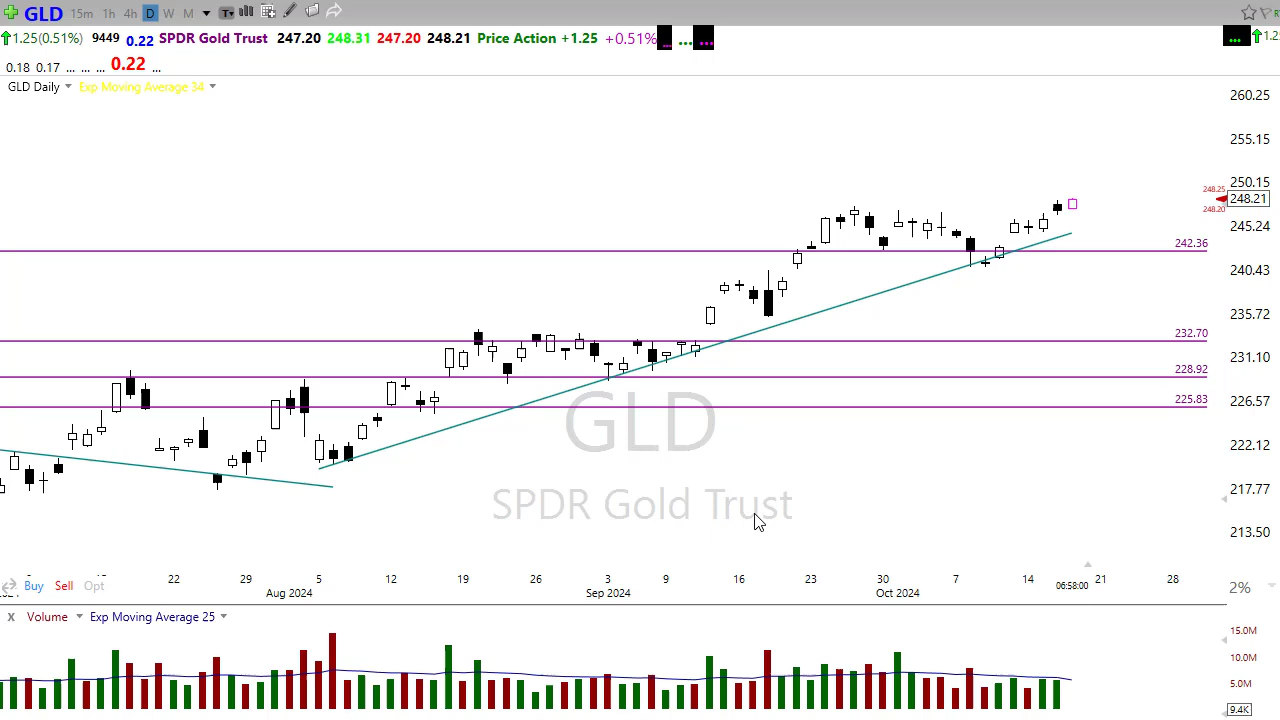 GLD 15m 1h 4h D W M T
1.25(0.51%) 9449 0.22 SPDR Gold Trust 247.20 248.31 247.20 248.21 Price Action +1.25 +0.51% ... ... ... ... 1.2
0.18 0.17 ... ... ... 0.22 ...
GLD Daily Exp Moving Average 34
260.25
255.15
250.15
248.25
248.21
248.20
245.24
242.36
240.43
235.72
232.70
231.10
228.92
226.57
225.83
GLD
222.12
SPDR Gold Trust
217.77
213.50
22 29 5 12 19 26 3 9 16 23 30 7 14 21 28
Buy Sell Opt 06:58:00 2%
Aug 2024 Sep 2024 Oct 2024
X Volume Exp Moving Average 25
15.0M
10.0M
5.0M
9.4K